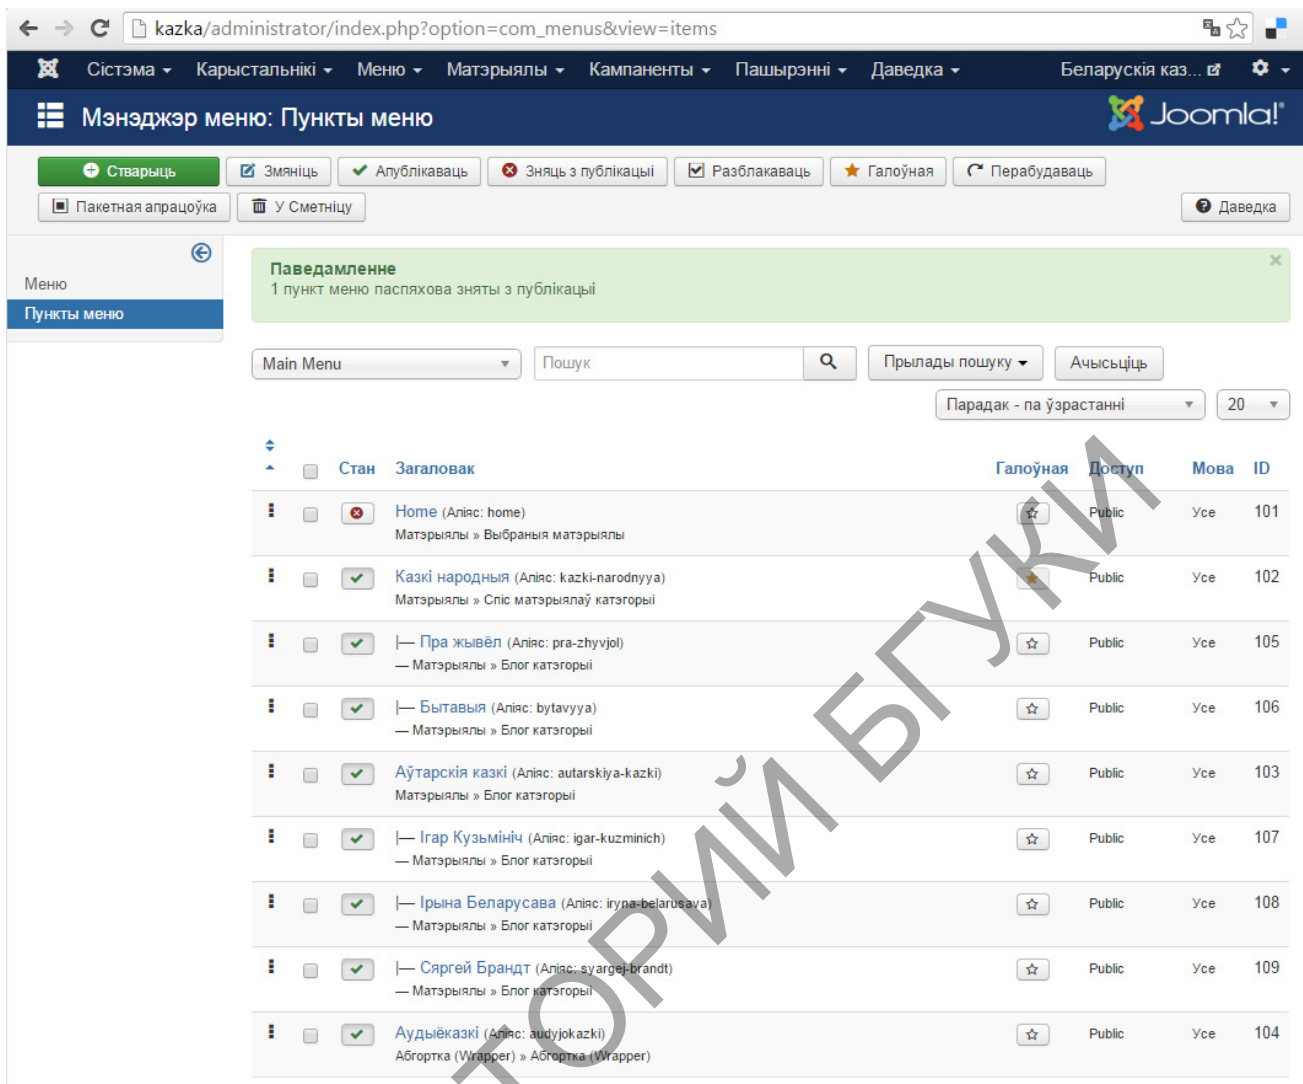 kazka/administrator/index.php?option=com_menus&view=items
Сістэма Карыстальнікі Меню Матэрыялы Кампаненты Пашырэнні Даведка Беларускія каз...
Мэнэджэр меню: Пункты меню Joomla!®
Стварыць Змяніць Апублікаваць Зняць з публікацыі Разблакаваць Галоўная Перабудаваць
Пакетная апрацоўка У Сметніцу Даведка
Меню
Пункты меню
Паведамленне ×
1 пункт меню паспяхова зняты з публікацыі
Main Menu Пошук Прылады пошуку Ачысьціць
Парадак - па ўзрастанні 20
Стан Загаловак Галоўная Доступ Мова ID
Home (Аліяс: home) Public Усе 101
Матэрыялы » Выбраныя матэрыялы
Казкі народныя (Аліяс: kazki-narodnyya) Public Усе 102
Матэрыялы » Спіс матэрыялаў катэгорыі
|— Пра жывёл (Аліяс: pra-zhyvjol) Public Усе 105
— Матэрыялы » Блог катэгорыі
|— Бытавыя (Аліяс: bytavyya) Public Усе 106
— Матэрыялы » Блог катэгорыі
Аўтарскія казкі (Аліяс: autarskiya-kazki) Public Усе 103
Матэрыялы » Блог катэгорыі
|— Ігар Кузьмініч (Аліяс: igar-kuzminich) Public Усе 107
— Матэрыялы » Блог катэгорыі
|— Ірына Беларусава (Аліяс: iryna-belarusava) Public Усе 108
— Матэрыялы » Блог катэгорыі
|— Сяргей Брандт (Аліяс: syargej-brandt) Public Усе 109
— Матэрыялы » Блог катэгорыі
Аудыёказкі (Аліяс: audyjokazki) Public Усе 104
Абгортка (Wrapper) » Абгортка (Wrapper)
ТОРИЙ БГУКИ